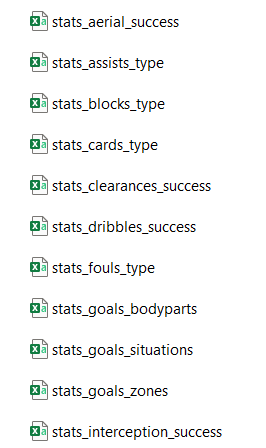 stats_aerial_success
stats_assists_type
stats_blocks_type
stats_cards_type
stats_clearances_success
stats_dribbles_success
stats_fouls_type
stats_goals_bodyparts
stats_goals_situations
stats_goals_zones
stats_interception_success